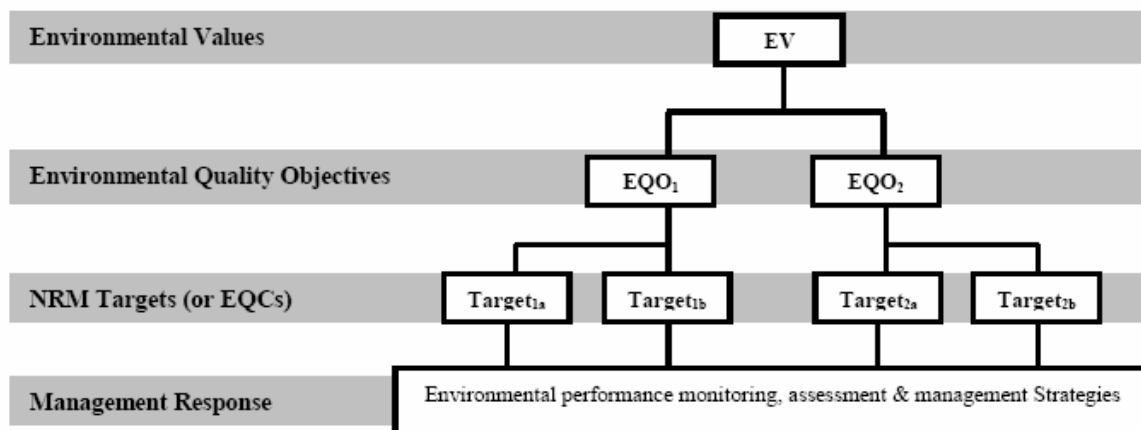 Environmental Values
EV
Environmental Quality Objectives
EQO₁
EQO₂
NRM Targets (or EQCs)
Target₁ₐ
Target₁b
Target₂ₐ
Target₂b
Management Response
Environmental performance monitoring, assessment & management Strategies